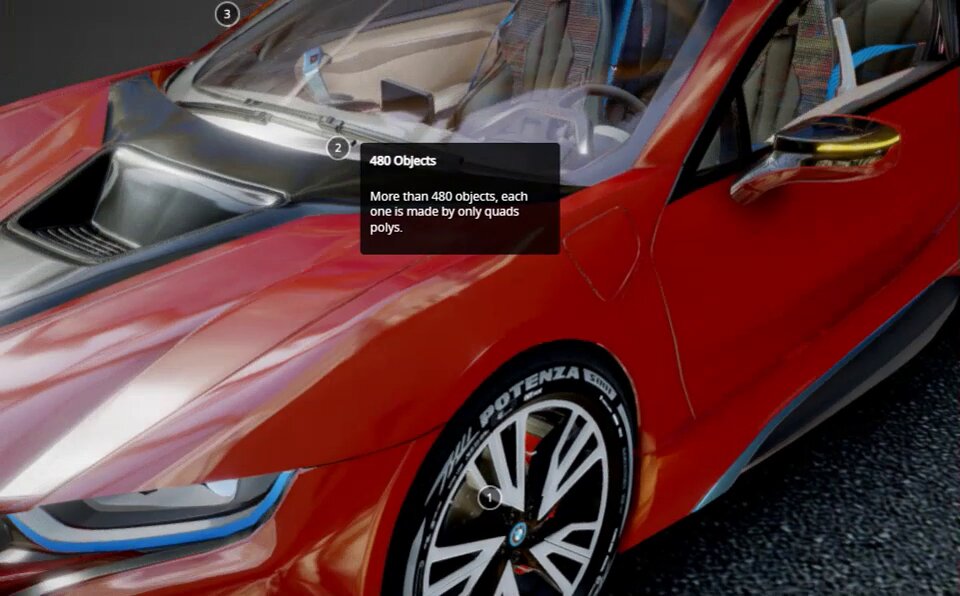 3
2
480 Objects
More than 480 objects, each
one is made by only quads
polys.
POTENZA
1